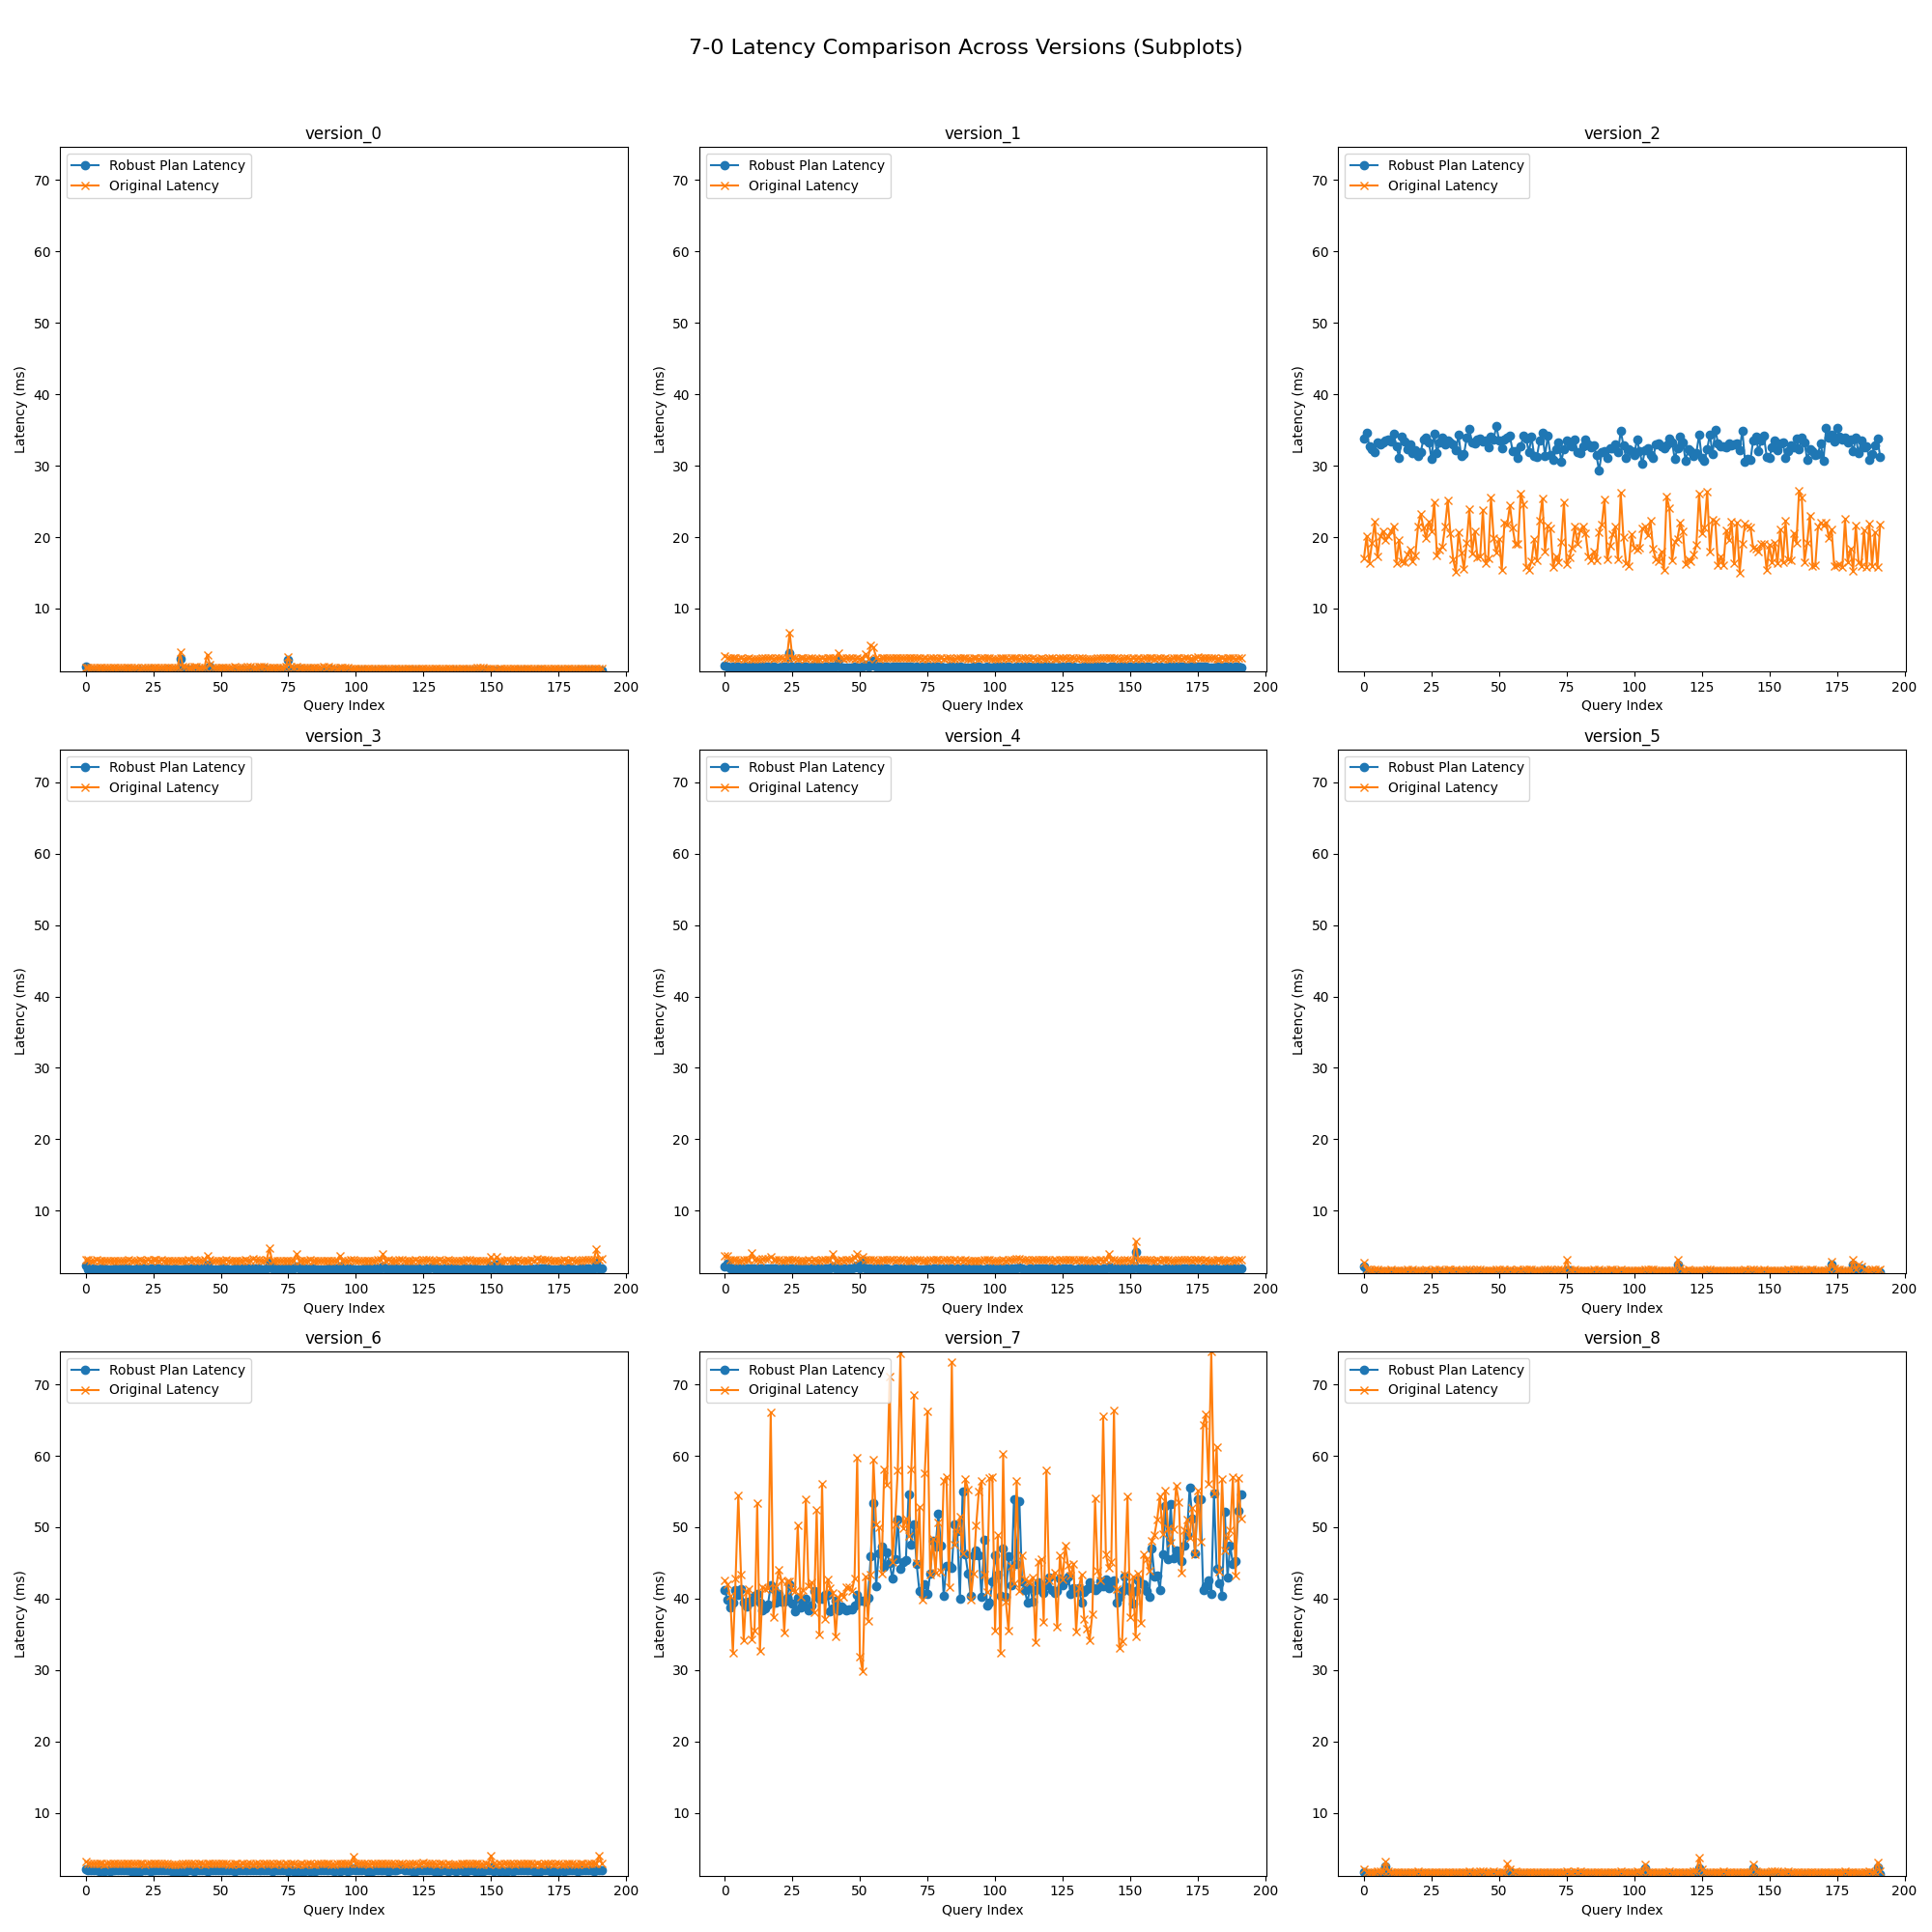 7-0 Latency Comparison Across Versions (Subplots)
version_0
Robust Plan Latency
Original Latency
70
60
50
40
30
20
10
Latency (ms)
0 25 50 75 100 125 150 175 200
Query Index
version_1
Robust Plan Latency
Original Latency
70
60
50
40
30
20
10
Latency (ms)
0 25 50 75 100 125 150 175 200
Query Index
version_2
Robust Plan Latency
Original Latency
70
60
50
40
30
20
10
Latency (ms)
0 25 50 75 100 125 150 175 200
Query Index
version_3
Robust Plan Latency
Original Latency
70
60
50
40
30
20
10
Latency (ms)
0 25 50 75 100 125 150 175 200
Query Index
version_4
Robust Plan Latency
Original Latency
70
60
50
40
30
20
10
Latency (ms)
0 25 50 75 100 125 150 175 200
Query Index
version_5
Robust Plan Latency
Original Latency
70
60
50
40
30
20
10
Latency (ms)
0 25 50 75 100 125 150 175 200
Query Index
version_6
Robust Plan Latency
Original Latency
70
60
50
40
30
20
10
Latency (ms)
0 25 50 75 100 125 150 175 200
Query Index
version_7
Robust Plan Latency
Original Latency
70
60
50
40
30
20
10
Latency (ms)
0 25 50 75 100 125 150 175 200
Query Index
version_8
Robust Plan Latency
Original Latency
70
60
50
40
30
20
10
Latency (ms)
0 25 50 75 100 125 150 175 200
Query Index